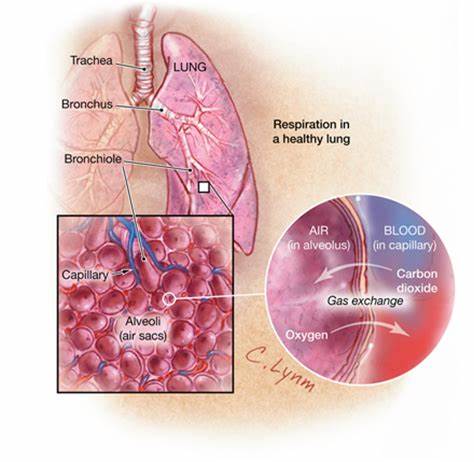 Trachea
LUNG
Bronchus
Respiration in
a healthy lung
Bronchiole
AIR
(in alveolus)
BLOOD
(in capillary)
Capillary
Carbon
dioxide
Gas exchange
Alveoli
(air sacs)
Oxygen
C. Lynm